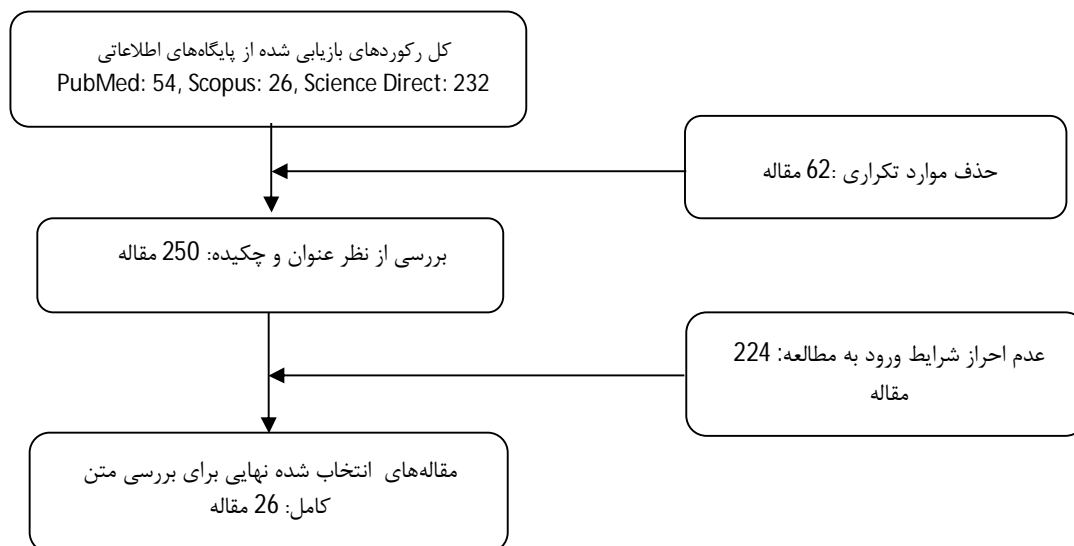 کل رکوردهای بازیابی شده از پایگاه‌های اطلاعاتی
PubMed: 54, Scopus: 26, Science Direct: 232
حذف موارد تکراری :62 مقاله
بررسی از نظر عنوان و چکیده: 250 مقاله
عدم احراز شرایط ورود به مطالعه: 224
مقاله
مقاله‌های انتخاب شده نهایی برای بررسی متن
کامل: 26 مقاله